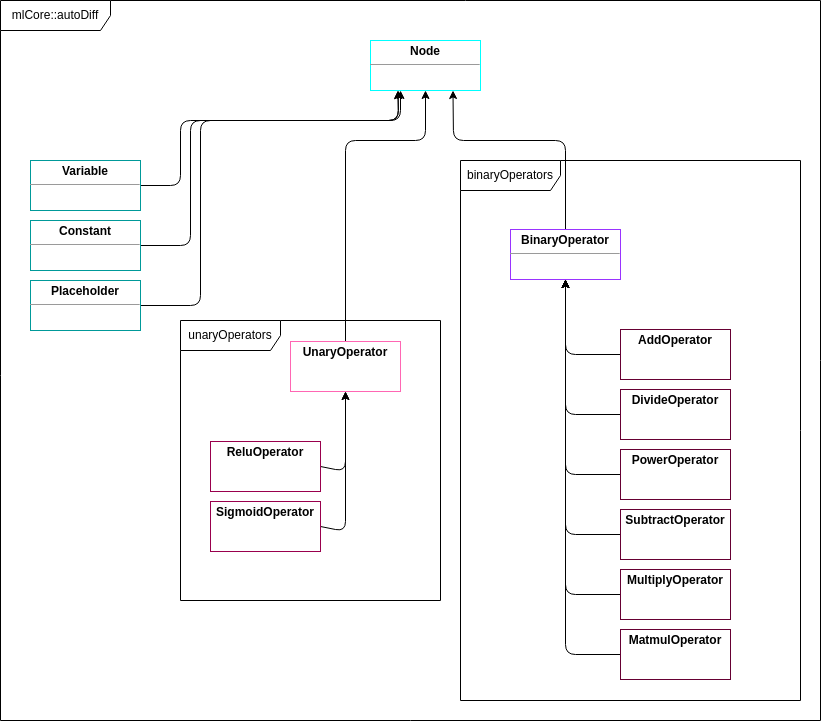 mlCore::autoDiff
Node
Variable
Constant
Placeholder
unaryOperators
UnaryOperator
ReluOperator
SigmoidOperator
binaryOperators
BinaryOperator
AddOperator
DivideOperator
PowerOperator
SubtractOperator
MultiplyOperator
MatmulOperator